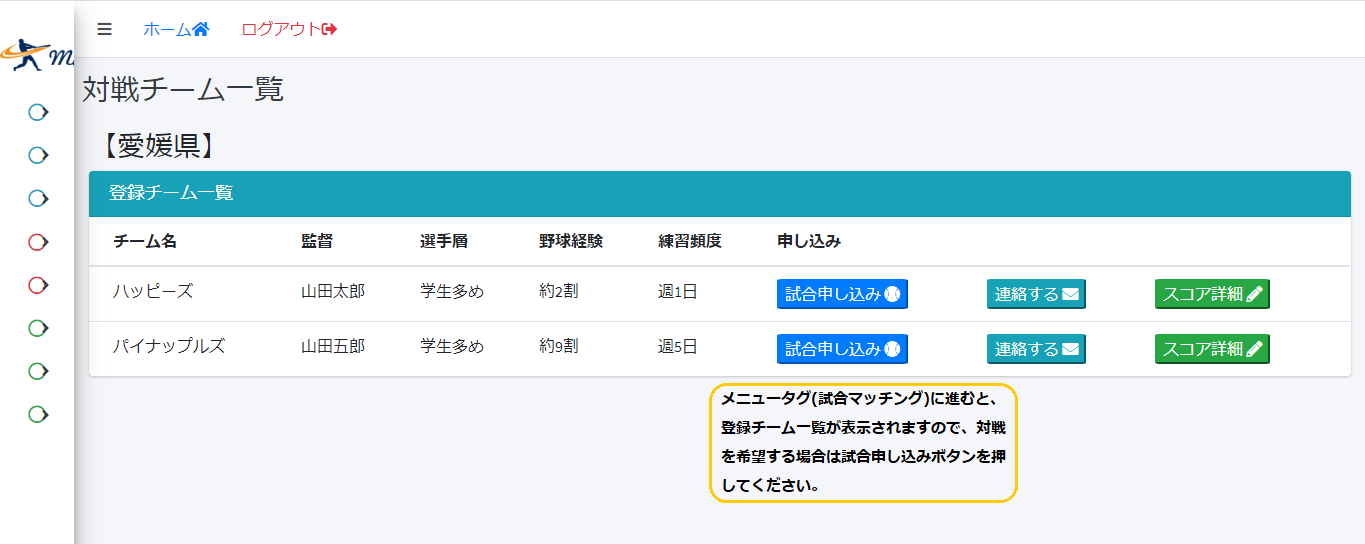 ホーム ログアウト
対戦チーム一覧
【愛媛県】
登録チーム一覧
チーム名 監督 選手層 野球経験 練習頻度 申し込み
ハッピーズ 山田太郎 学生多め 約2割 週1日 試合申し込み 連絡する スコア詳細
パイナップルズ 山田五郎 学生多め 約9割 週5日 試合申し込み 連絡する スコア詳細
メニュータグ(試合マッチング)に進むと、
登録チーム一覧が表示されますので、対戦
を希望する場合は試合申し込みボタンを押
してください。